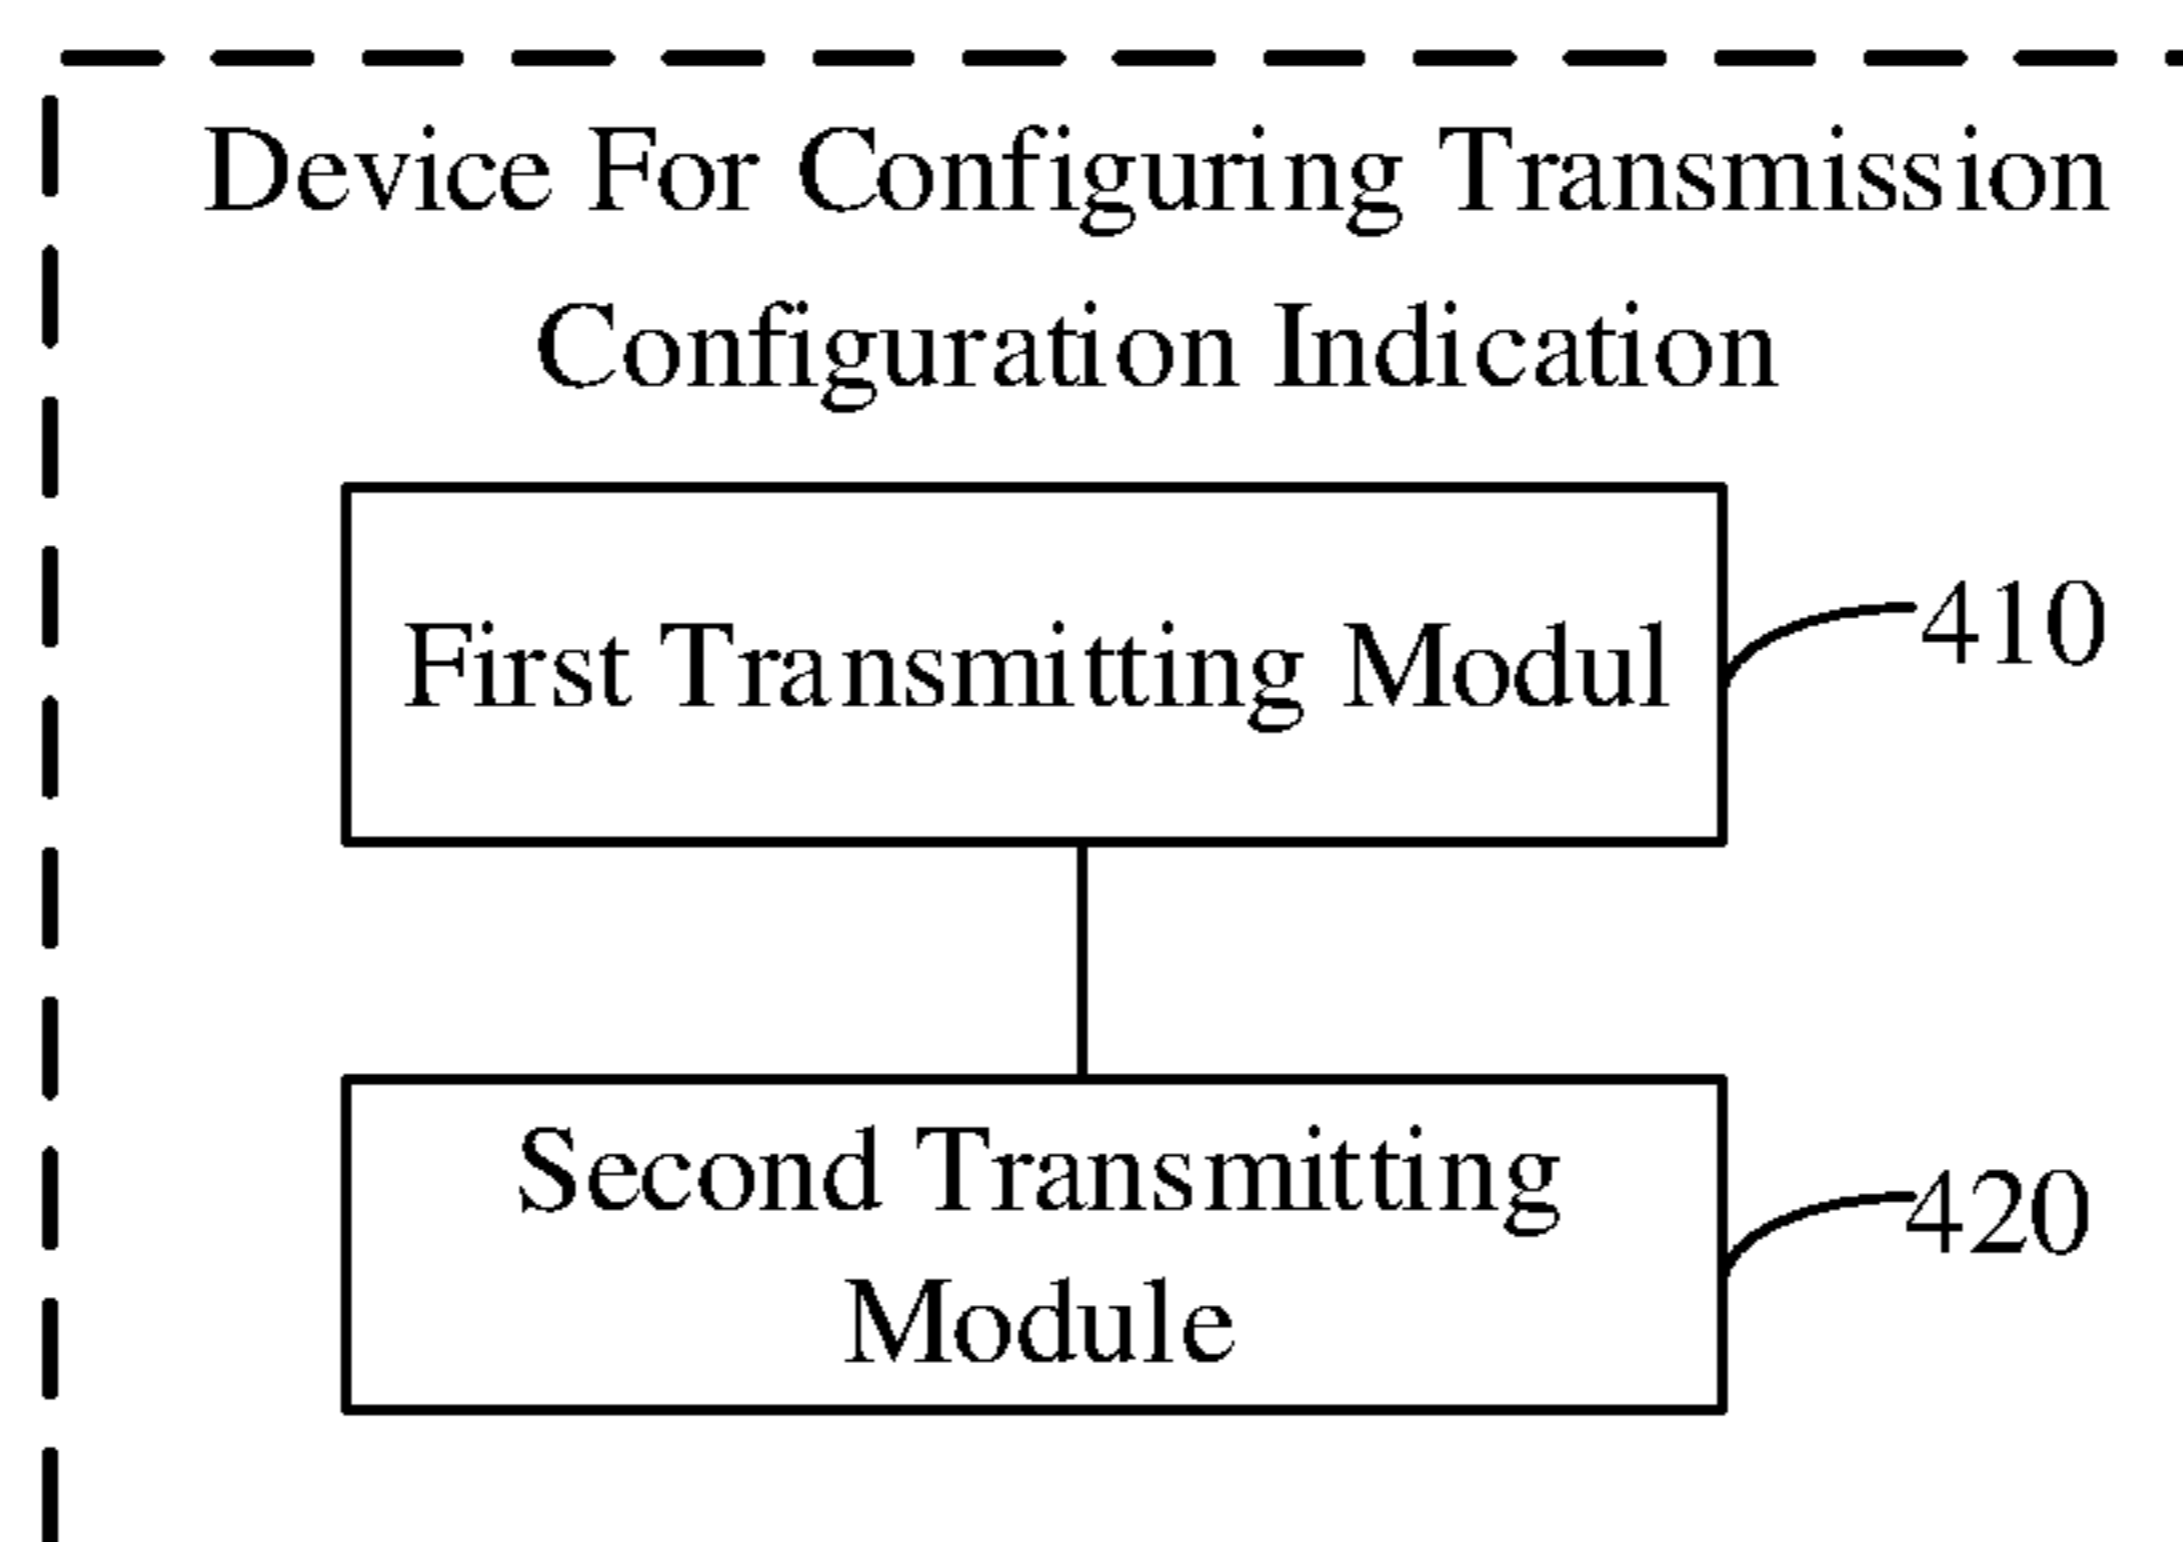 Device For Configuring Transmission
Configuration Indication
First Transmitting Modul
410
Second Transmitting
Module
420